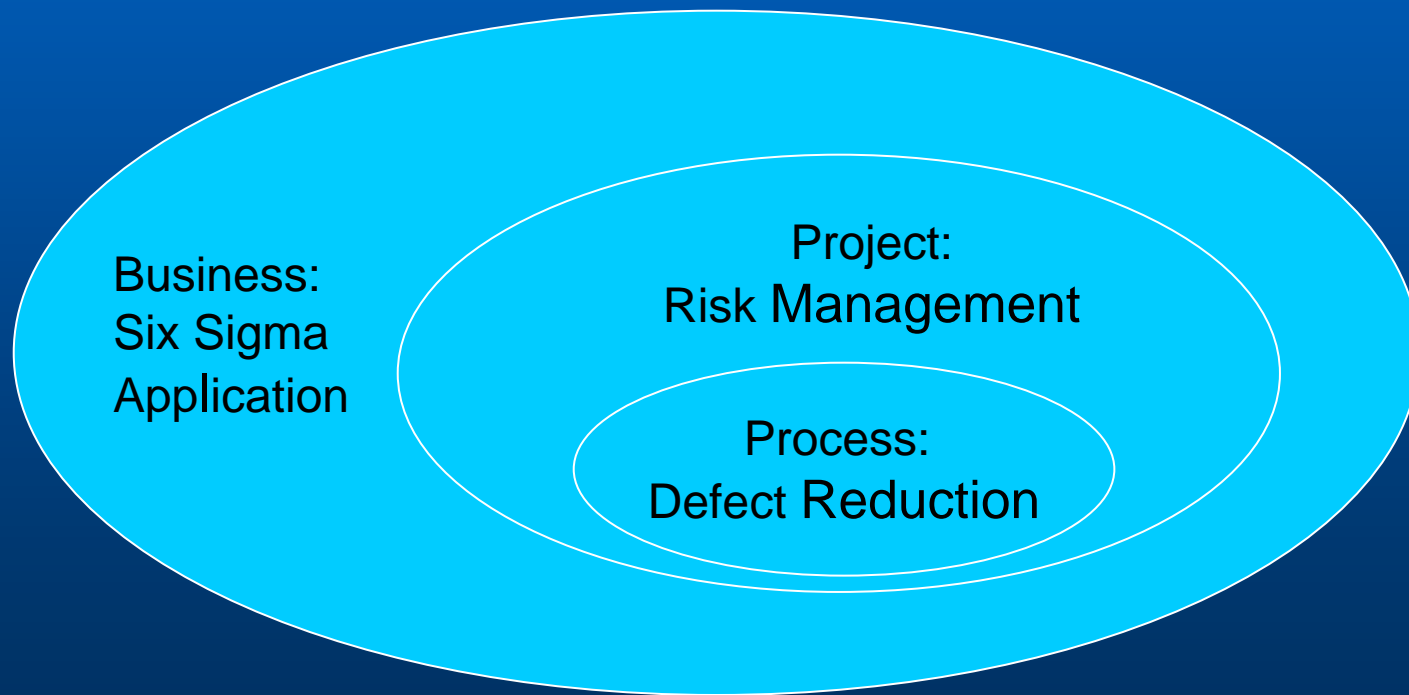 Business:
Six Sigma
Application
Project:
Risk Management
Process:
Defect Reduction